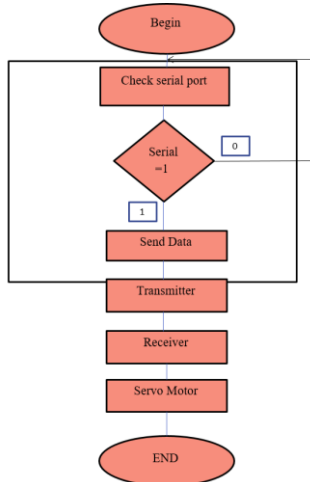 Begin
Check serial port
Serial
=1
0
1
Send Data
Transmitter
Receiver
Servo Motor
END